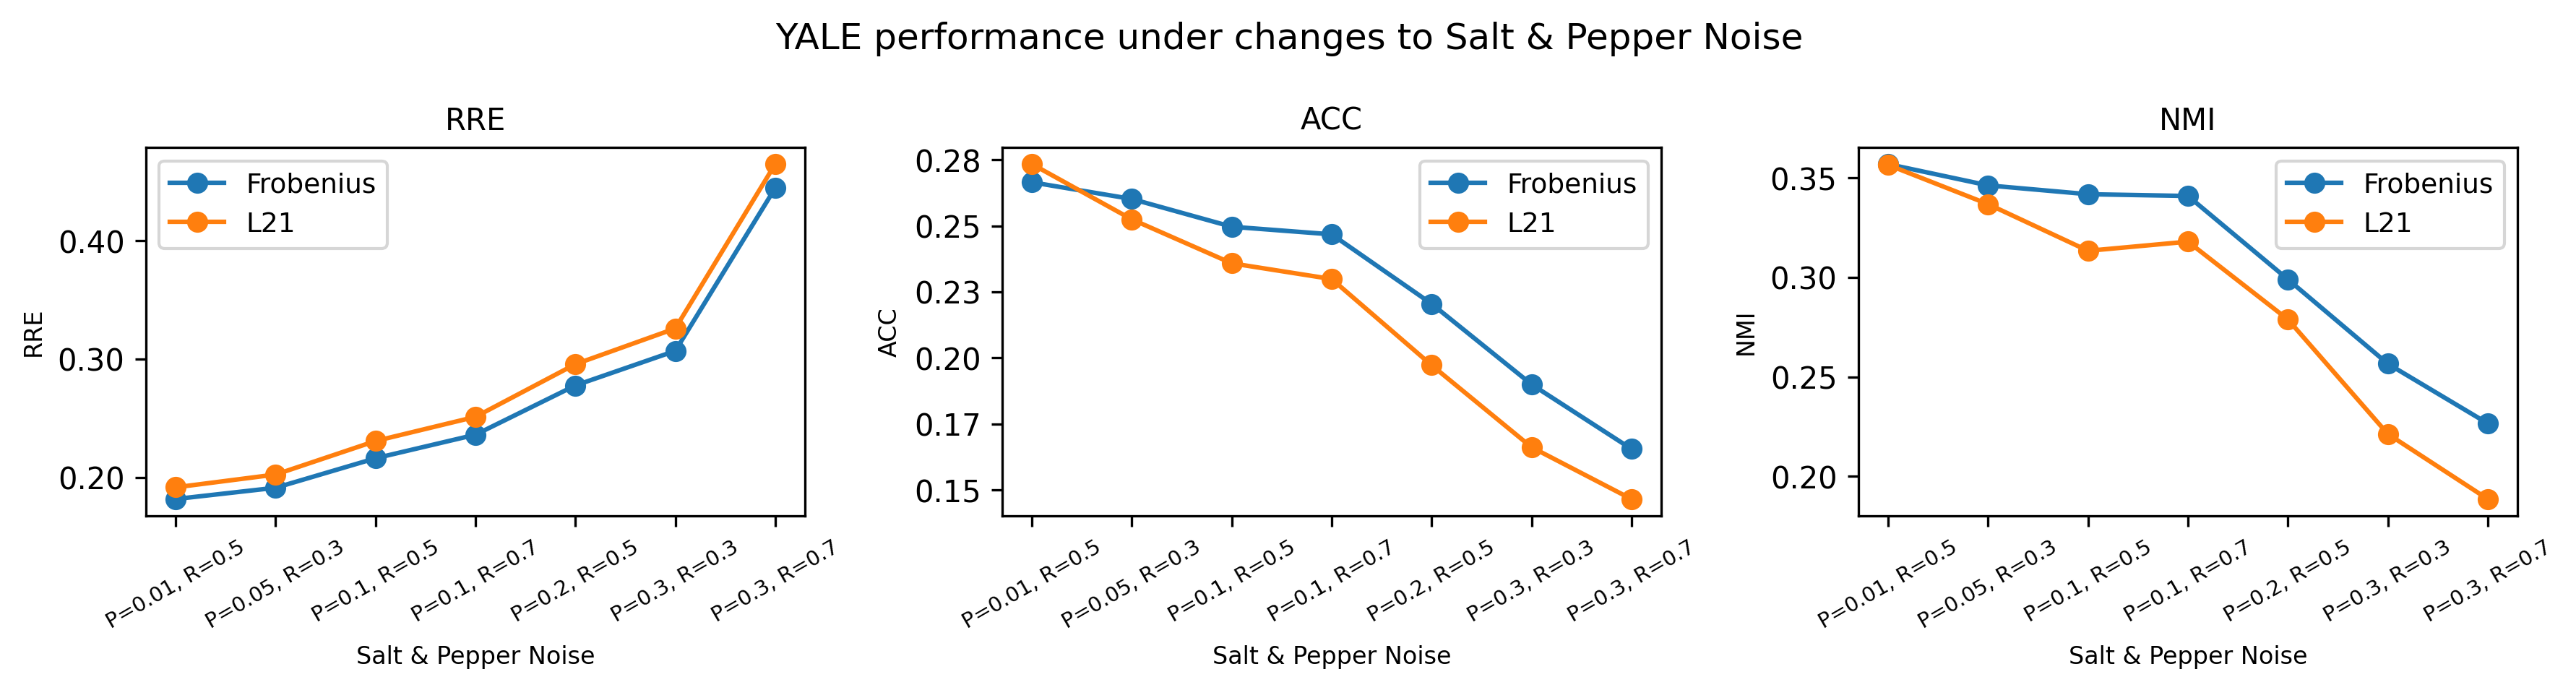 YALE performance under changes to Salt & Pepper Noise
RRE
Frobenius
L21
RRE
0.40
0.30
0.20
P=0.01, R=0.5
P=0.05, R=0.3
P=0.1, R=0.5
P=0.1, R=0.7
P=0.2, R=0.5
P=0.3, R=0.3
P=0.3, R=0.7
Salt & Pepper Noise
ACC
Frobenius
L21
ACC
0.28
0.25
0.23
0.20
0.17
0.15
P=0.01, R=0.5
P=0.05, R=0.3
P=0.1, R=0.5
P=0.1, R=0.7
P=0.2, R=0.5
P=0.3, R=0.3
P=0.3, R=0.7
Salt & Pepper Noise
NMI
Frobenius
L21
NMI
0.35
0.30
0.25
0.20
P=0.01, R=0.5
P=0.05, R=0.3
P=0.1, R=0.5
P=0.1, R=0.7
P=0.2, R=0.5
P=0.3, R=0.3
P=0.3, R=0.7
Salt & Pepper Noise